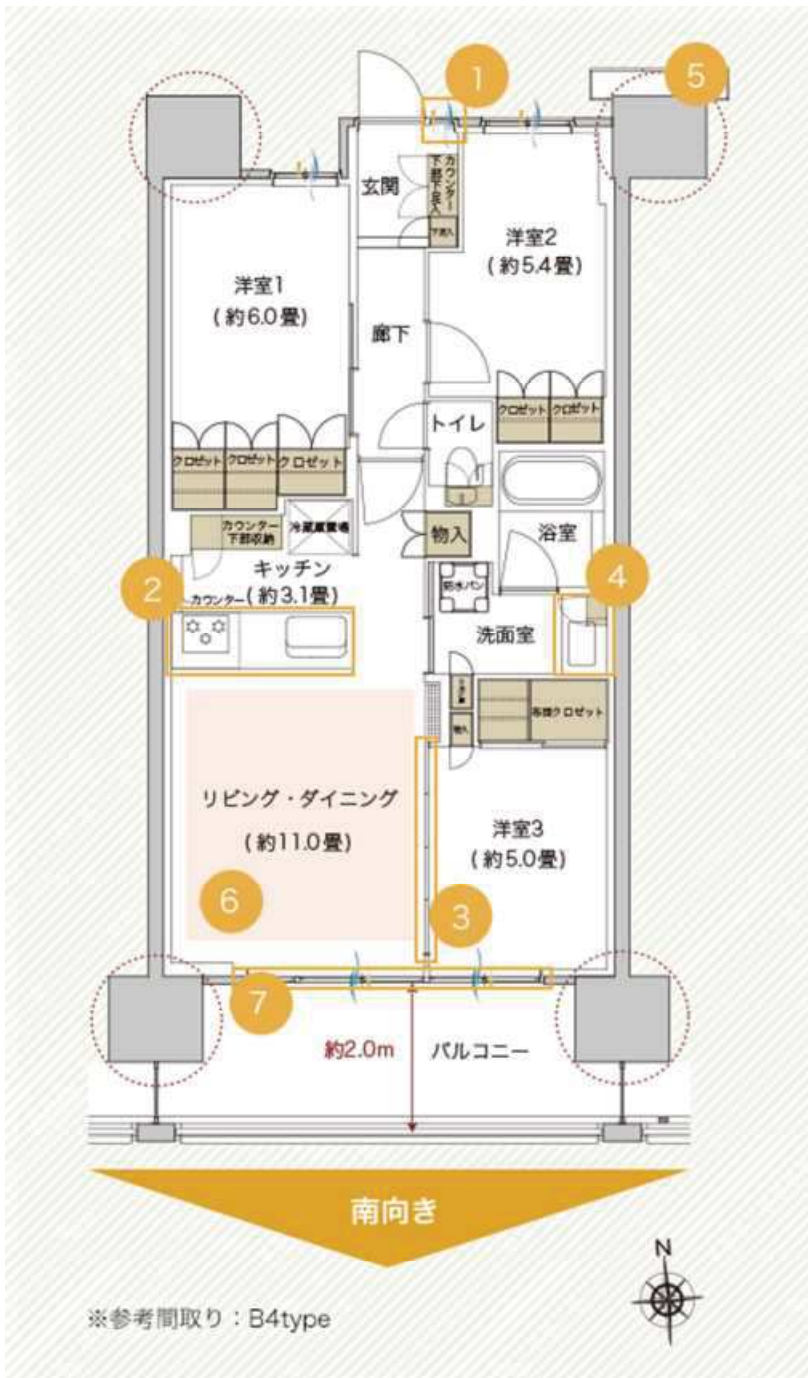 1
5
玄関
カウンター
下部下足入
下足入
洋室2
(約5.4畳)
洋室1
(約6.0畳)
廊下
トイレ
クロゼット
クロゼット
クロゼット
クロゼット
クロゼット
カウンター
下部収納
冷蔵庫置場
物入
浴室
2
キッチン
(約3.1畳)
カウンター
防水パン
4
洗面室
布団クロゼット
物入
リビング・ダイニング
(約11.0畳)
洋室3
(約5.0畳)
6
3
7
約2.0m
バルコニー
南向き
N
※参考間取り:B4type